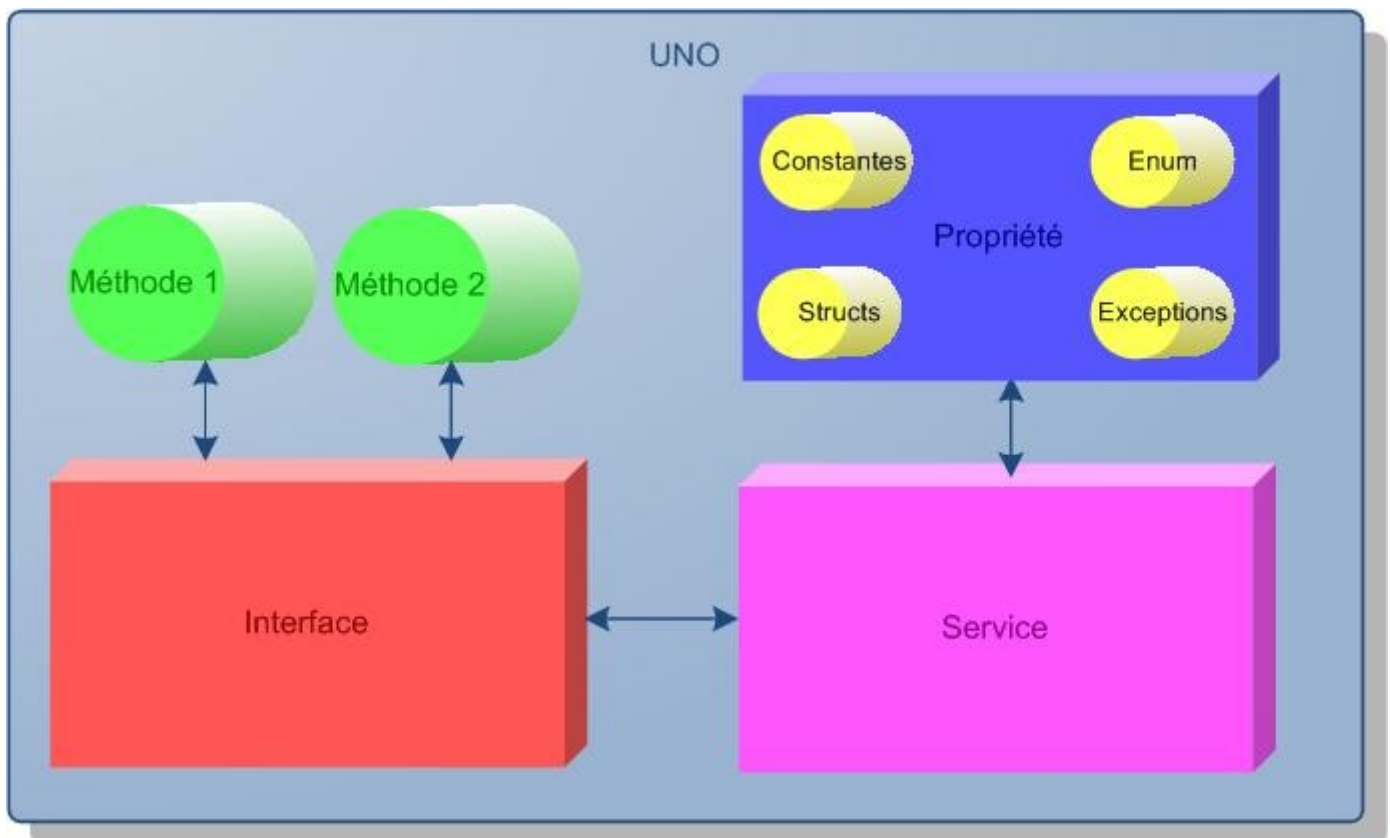 UNO
Constantes
Enum
Propriété
Structs
Exceptions
Méthode 1
Méthode 2
Interface
Service